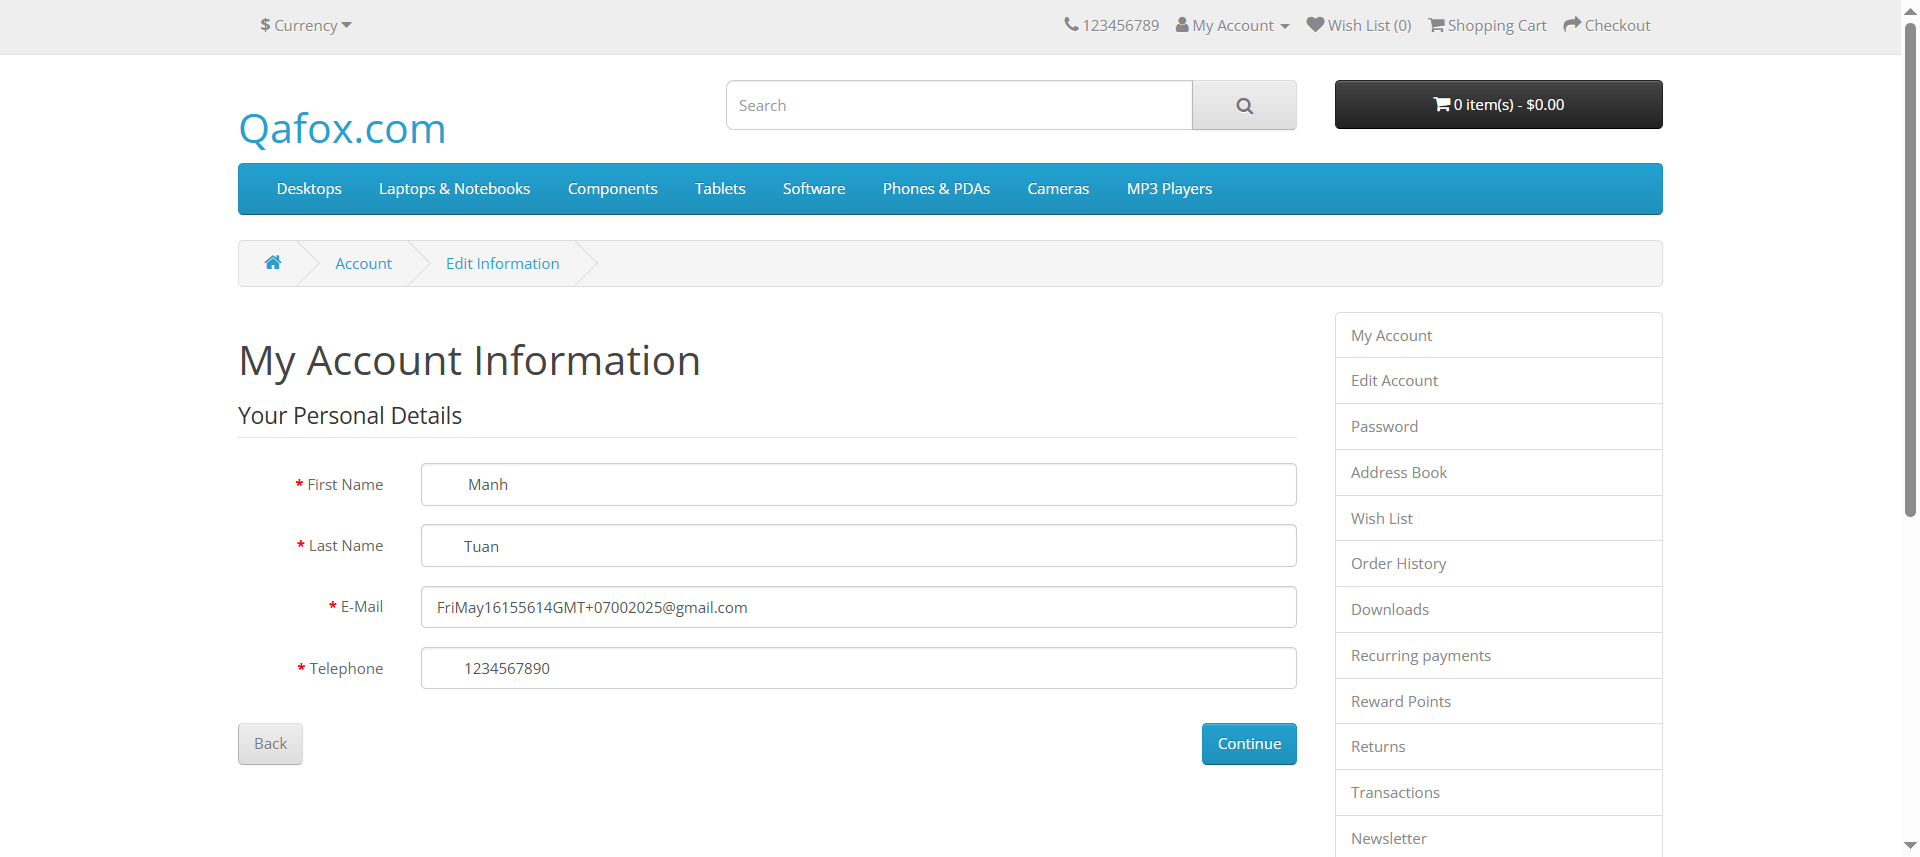 $ Currency
123456789 My Account Wish List (0) Shopping Cart Checkout
Qafox.com
Search
0 item(s) - $0.00
Desktops Laptops & Notebooks Components Tablets Software Phones & PDAs Cameras MP3 Players
Account Edit Information
My Account Information
Your Personal Details
* First Name Manh
* Last Name Tuan
* E-Mail FriMay16155614GMT+07002025@gmail.com
* Telephone 1234567890
Back Continue
My Account
Edit Account
Password
Address Book
Wish List
Order History
Downloads
Recurring payments
Reward Points
Returns
Transactions
Newsletter